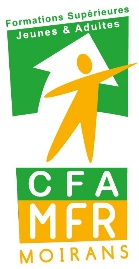 Formations Supérieures
Jeunes & Adultes
CFA
MFR
MOIRANS